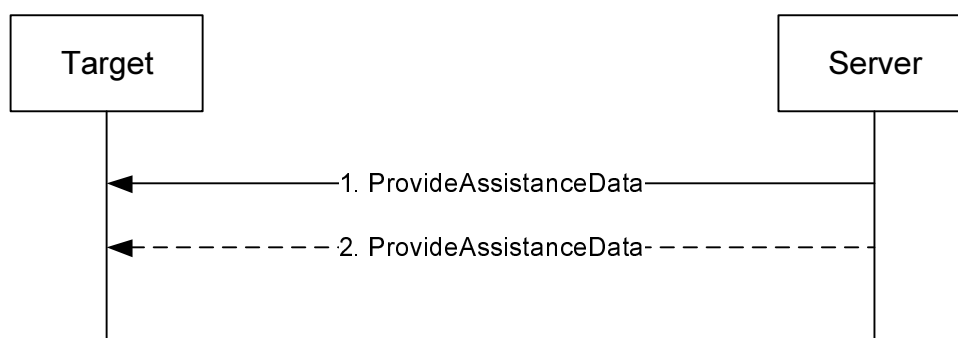 Target
Server
1. ProvideAssistanceData
2. ProvideAssistanceData